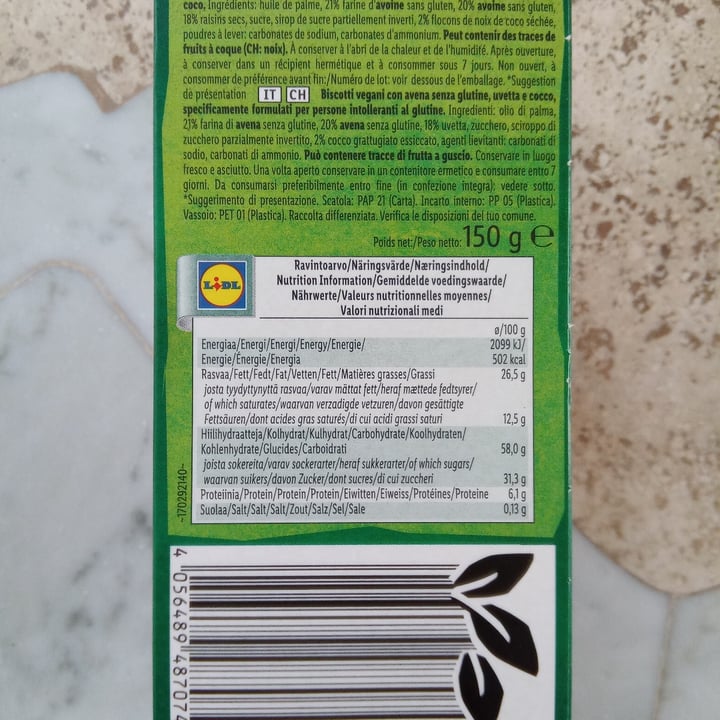 coco. Ingrédients: huile de palme, 21% farine d'avoine sans gluten, 20% avoine sans gluten,
18% raisins secs, sucre, sirop de sucre partiellement inverti, 2% flocons de noix de coco séchée,
poudres à lever: carbonates de sodium, carbonates d'ammonium. Peut contenir des traces de
fruits à coque (CH: noix). À conserver à l'abri de la chaleur et de l'humidité. Après ouverture,
à conserver dans un récipient hermétique et à consommer sous 7 jours. Non ouvert, à
consommer de préférence avant fin:/Numéro de lot: voir dessous de l'emballage. *Suggestion
de présentation IT CH Biscotti vegani con avena senza glutine, uvetta e cocco,
specificamente formulati per persone intolleranti al glutine. Ingredienti: olio di palma,
21% farina di avena senza glutine, 20% avena senza glutine, 18% uvetta, zucchero, sciroppo di
zucchero parzialmente invertito, 2% cocco grattugiato essiccato, agenti lievitanti: carbonati di
sodio, carbonati di ammonio. Può contenere tracce di frutta a guscio. Conservare in luogo
fresco e asciutto. Una volta aperto conservare in un contenitore ermetico e consumare entro 7
giorni. Da consumarsi preferibilmente entro fine (in confezione integra): vedere sotto.
*Suggerimento di presentazione. Scatola: PAP 21 (Carta). Incarto interno: PP 05 (Plastica).
Vassoio: PET 01 (Plastica). Raccolta differenziata. Verifica le disposizioni del tuo comune.
Poids net:/Peso netto: 150 g ℮
LIDL
Ravintoarvo/Näringsvärde/Næringsindhold/
Nutrition Information/Gemiddelde voedingswaarde/
Nährwerte/Valeurs nutritionnelles moyennes/
Valori nutrizionali medi
ø/100 g
Energiaa/Energi/Energi/Energy/Energie/ 2099 kJ/
Energie/Énergie/Energia 502 kcal
Rasvaa/Fett/Fedt/Fat/Vetten/Fett/Matières grasses/Grassi 26,5 g
josta tyydyttynyttä rasvaa/varav mättat fett/heraf mættede fedtsyrer/
of which saturates/waarvan verzadigde vetzuren/davon gesättigte
Fettsäuren/dont acides gras saturés/di cui acidi grassi saturi 12,5 g
Hiilihydraatteja/Kolhydrat/Kulhydrat/Carbohydrate/Koolhydraten/
Kohlenhydrate/Glucides/Carboidrati 58,0 g
joista sokereita/varav sockerarter/heraf sukkerarter/of which sugars/
waarvan suikers/davon Zucker/dont sucres/di cui zuccheri 31,3 g
Proteiinia/Protein/Protein/Protein/Eiwitten/Eiweiss/Protéines/Proteine 6,1 g
Suolaa/Salt/Salt/Salt/Zout/Salz/Sel/Sale 0,13 g
-170292140-
4 056489 487074